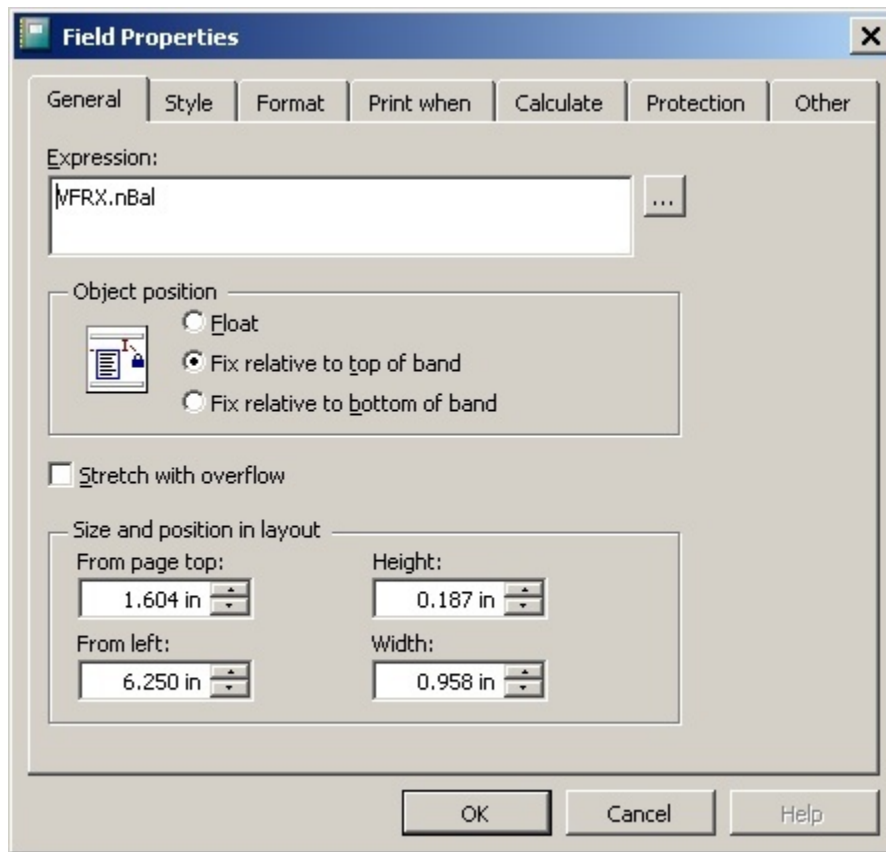 Field Properties
General Style Format Print when Calculate Protection Other
Expression:
VFRX.nBal
...
Object position
Float
Fix relative to top of band
Fix relative to bottom of band
Stretch with overflow
Size and position in layout
From page top: Height:
1.604 in 0.187 in
From left: Width:
6.250 in 0.958 in
OK Cancel Help